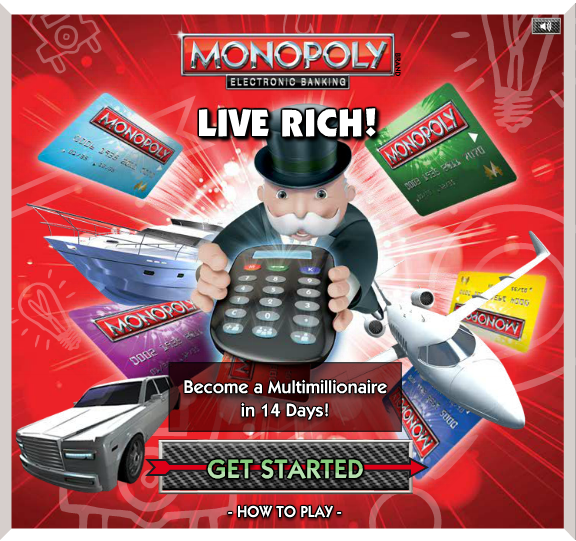 MONOPOLY
BRAND
ELECTRONIC BANKING
LIVE RICH!
MONOPOLY
MONOPOLY
MONOPOLY
MONOPOLY
MONOPOLY
Become a Multimillionaire
in 14 Days!
GET STARTED
- HOW TO PLAY -